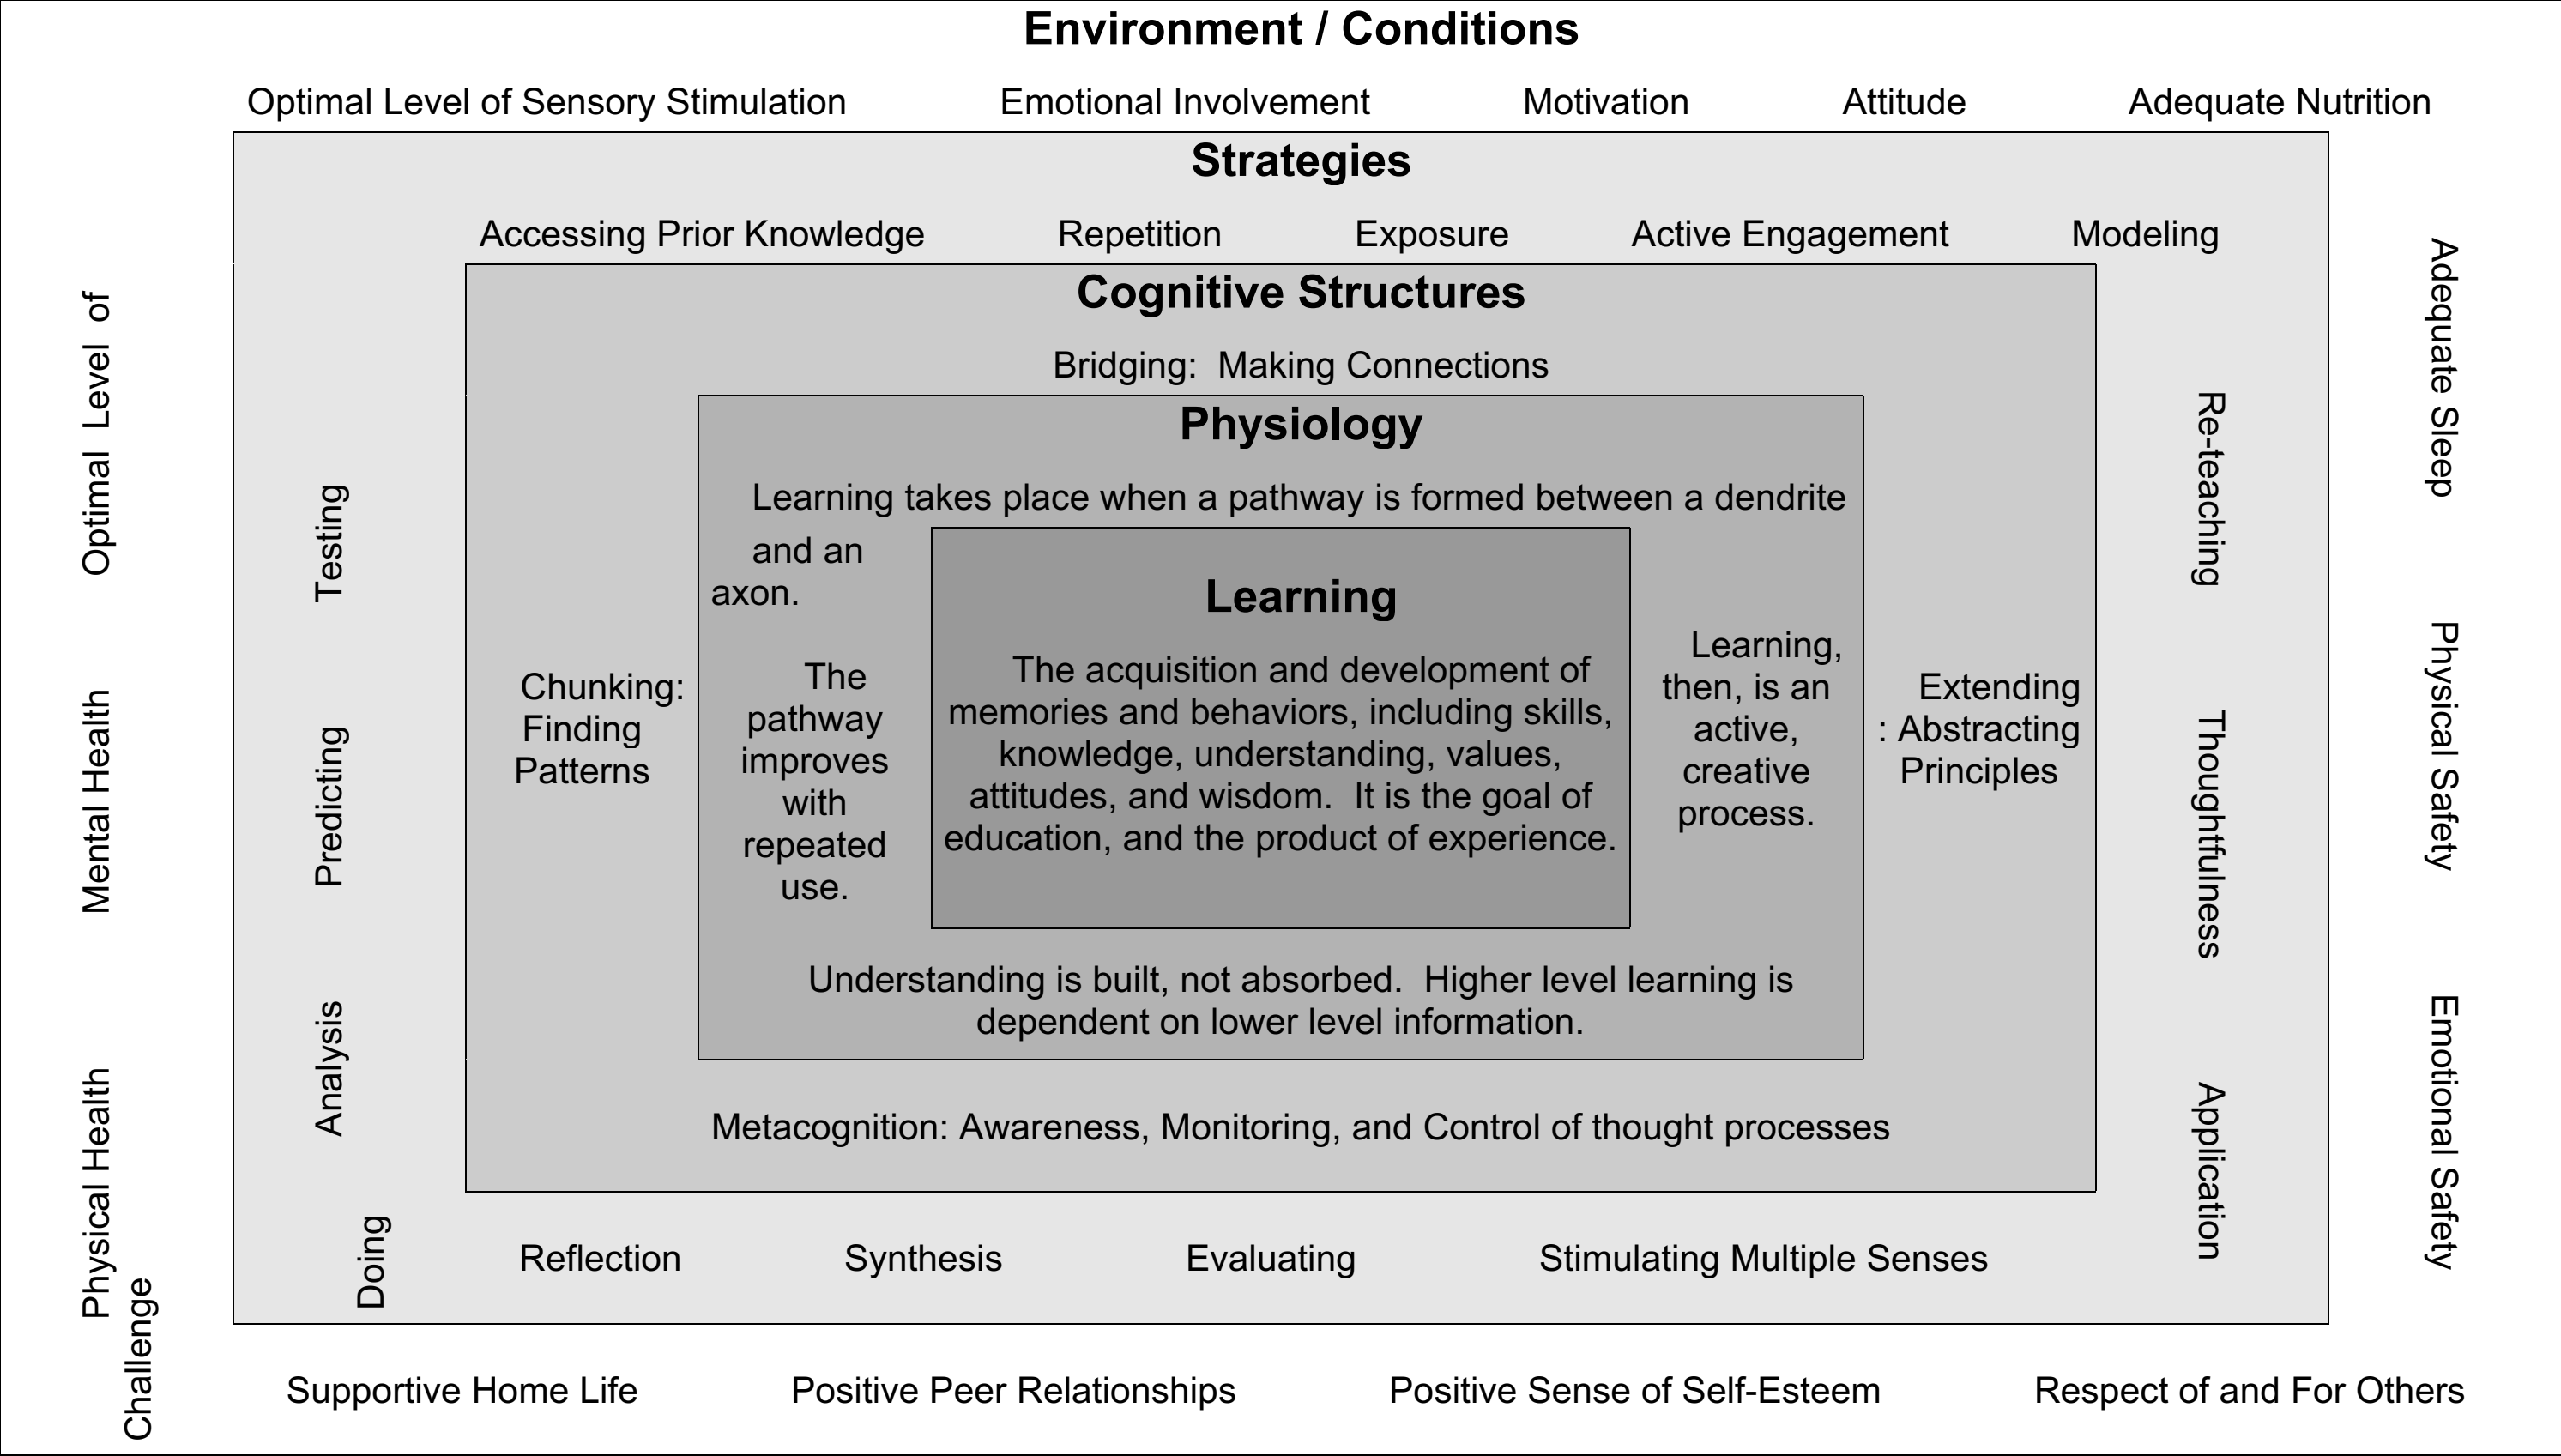 Environment / Conditions
Optimal Level of Sensory Stimulation Emotional Involvement Motivation Attitude Adequate Nutrition
Strategies
Accessing Prior Knowledge Repetition Exposure Active Engagement Modeling
Cognitive Structures
Bridging: Making Connections
Physiology
Learning takes place when a pathway is formed between a dendrite
and an
axon.
The
pathway
improves
with
repeated
use.
Learning
The acquisition and development of
memories and behaviors, including skills,
knowledge, understanding, values,
attitudes, and wisdom. It is the goal of
education, and the product of experience.
Learning,
then, is an
active,
creative
process.
Understanding is built, not absorbed. Higher level learning is
dependent on lower level information.
Chunking:
Finding
Patterns
Extending
: Abstracting
Principles
Metacognition: Awareness, Monitoring, and Control of thought processes
Doing Analysis Predicting Testing
Re-teaching Thoughtfulness Application
Reflection Synthesis Evaluating Stimulating Multiple Senses
Physical Health Mental Health Optimal Level of
Challenge
Adequate Sleep Physical Safety Emotional Safety
Supportive Home Life Positive Peer Relationships Positive Sense of Self-Esteem Respect of and For Others